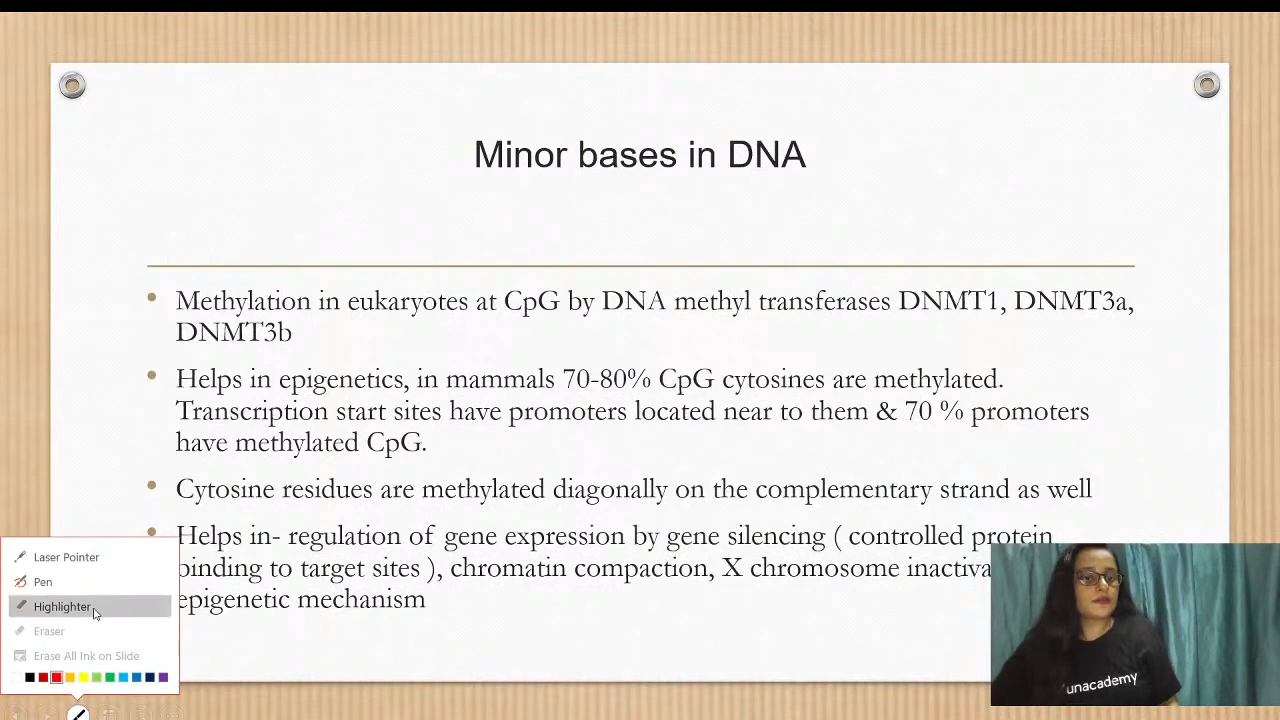 Minor bases in DNA
Methylation in eukaryotes at CpG by DNA methyl transferases DNMT1, DNMT3a,
DNMT3b
Helps in epigenetics, in mammals 70-80% CpG cytosines are methylated.
Transcription start sites have promoters located near to them & 70 % promoters
have methylated CpG.
Cytosine residues are methylated diagonally on the complementary strand as well
Helps in- regulation of gene expression by gene silencing ( controlled protein
binding to target sites ), chromatin compaction, X chromosome
epigenetic mechanism
Laser Pointer
Pen
Highlighter
Eraser
Erase All Ink on Slide
unacademy